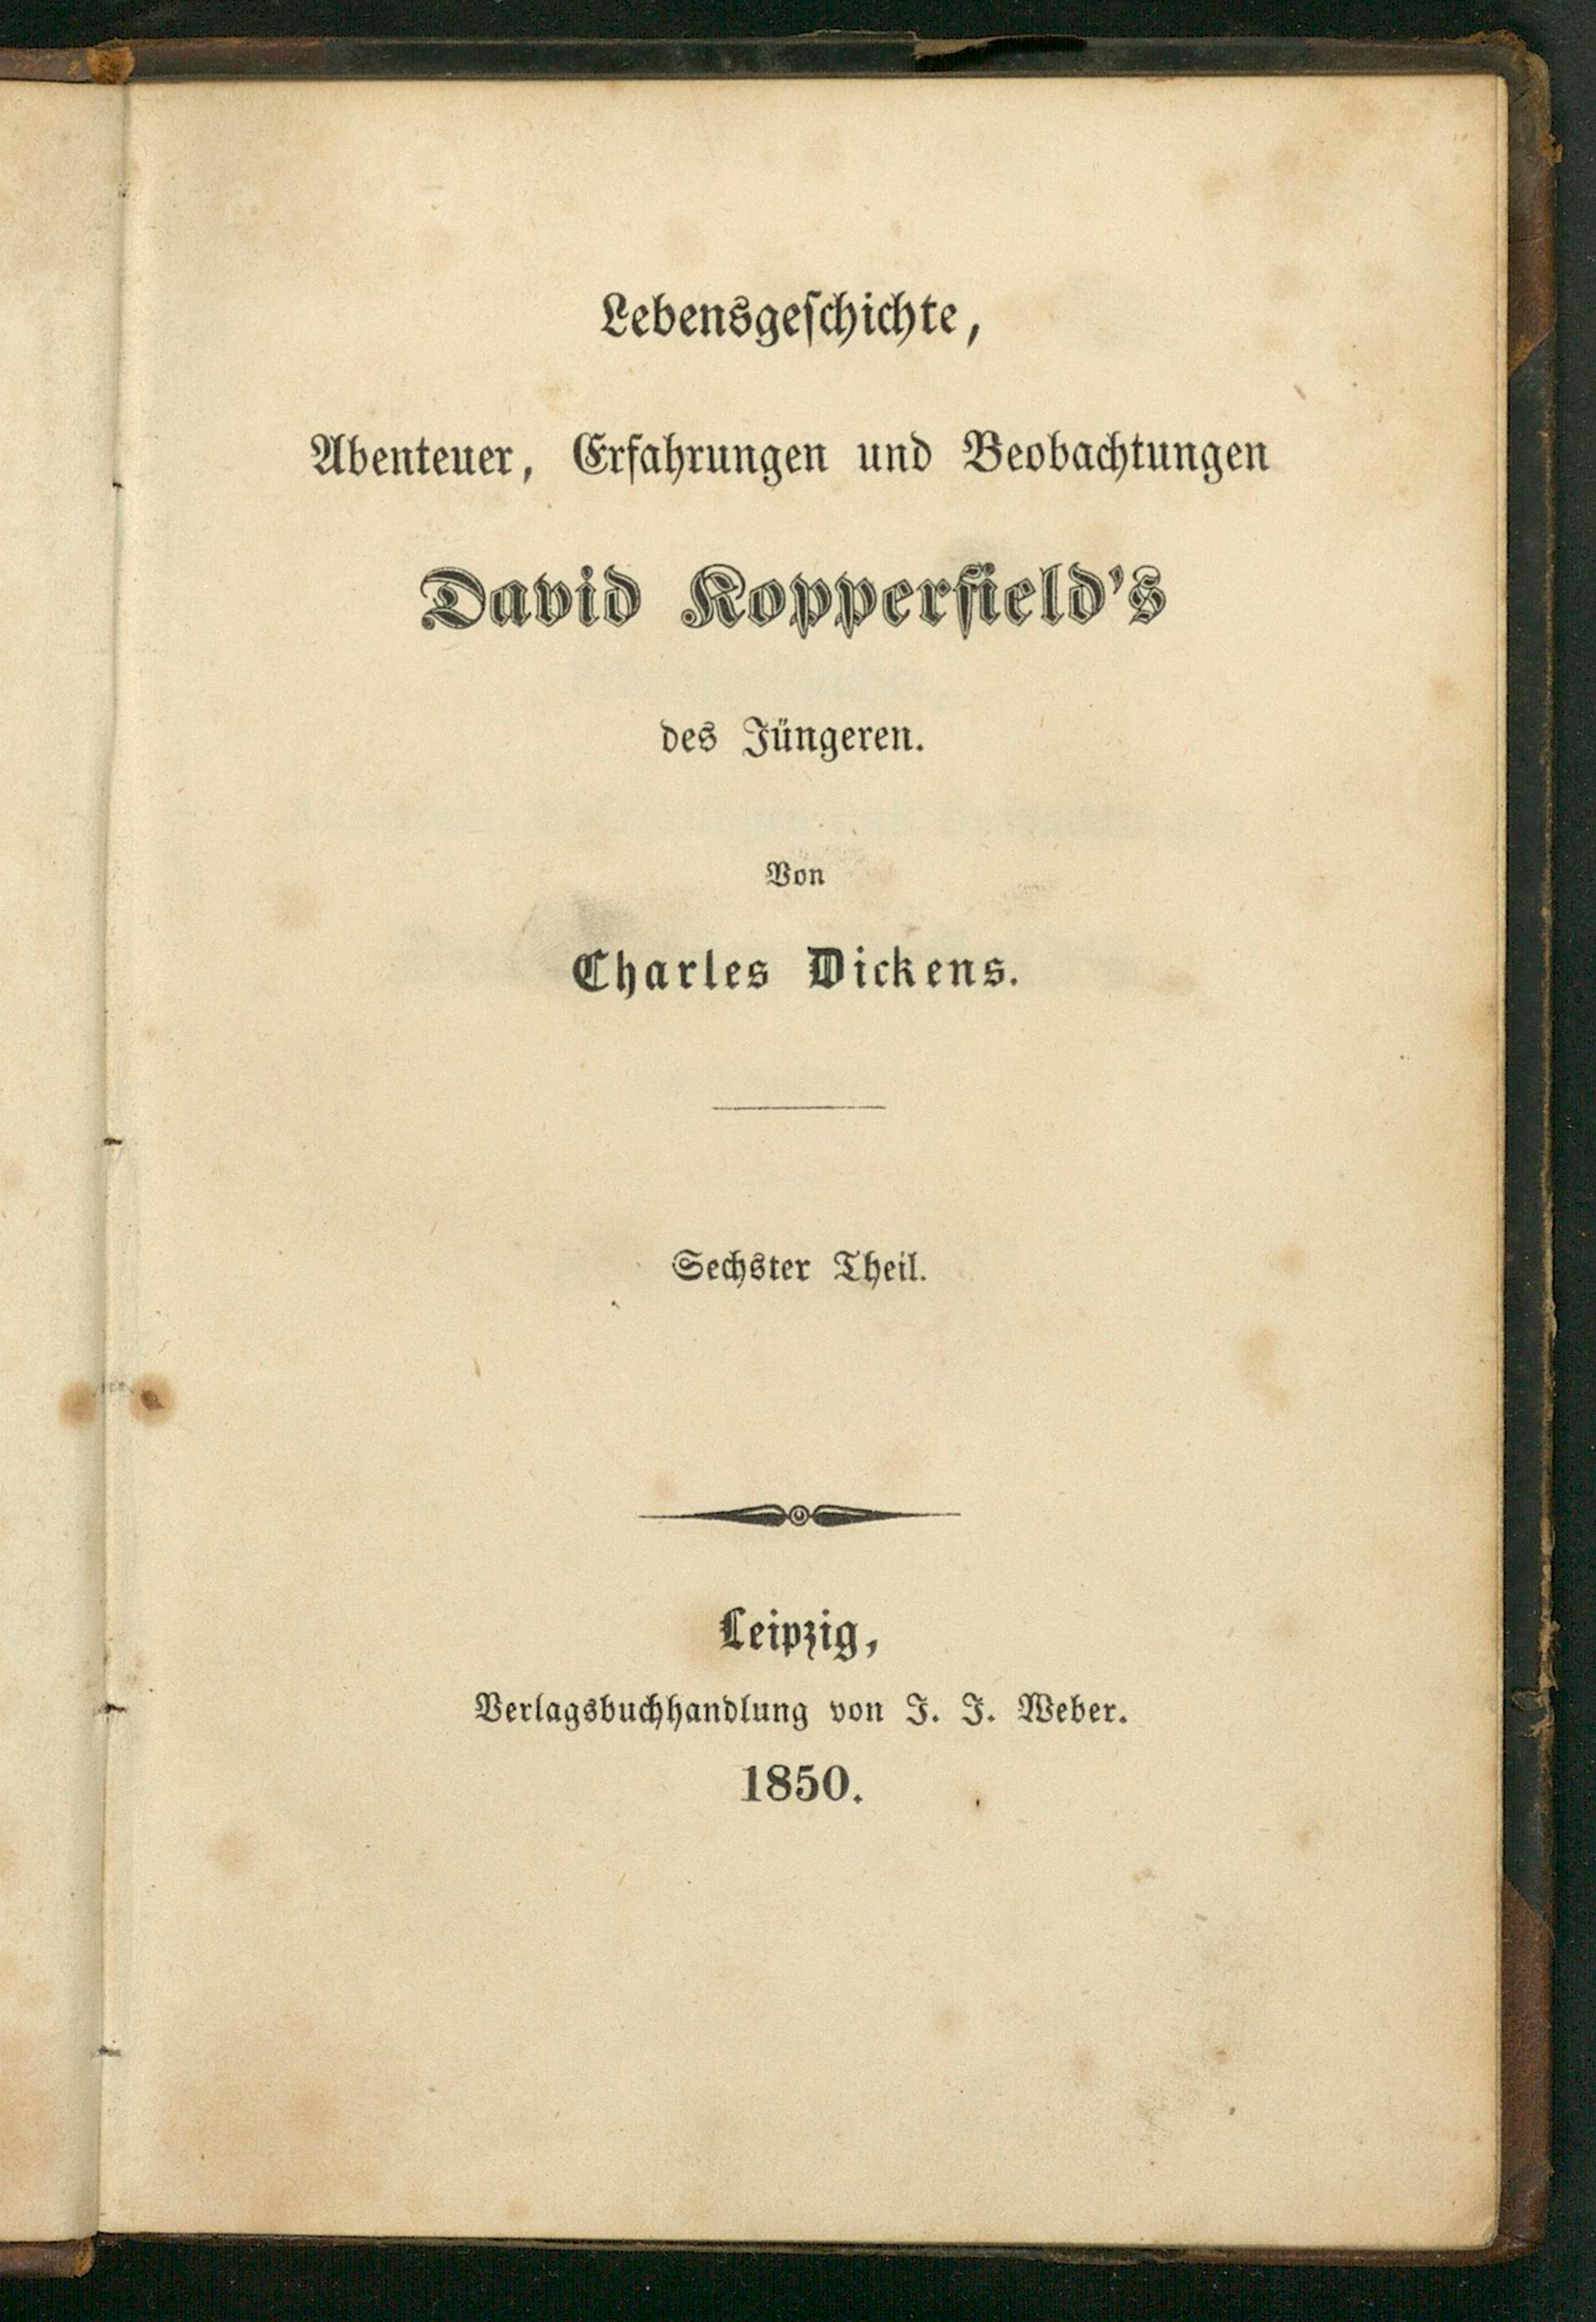 Lebensgeschichte,
Abenteuer, Erfahrungen und Beobachtungen
David Kopperfield's
des Jüngeren.
Von
Charles Dickens.
Sechster Theil.
Leipzig,
Verlagsbuchhandlung von J. J. Weber.
1850.